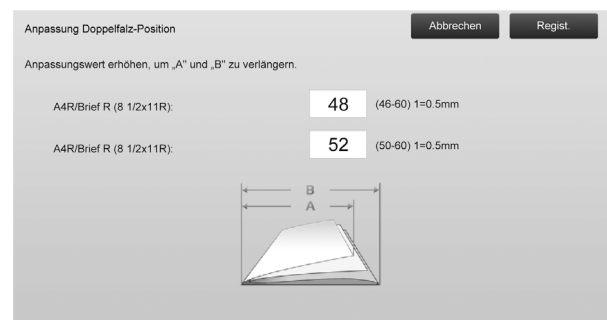 Anpassung Doppelfalz-Position
Abbrechen
Regist.
Anpassungswert erhöhen, um „A" und „B" zu verlängern.
A4R/Brief R (8 1/2x11R):
48 (46-60) 1=0.5mm
A4R/Brief R (8 1/2x11R):
52 (50-60) 1=0.5mm
B
A